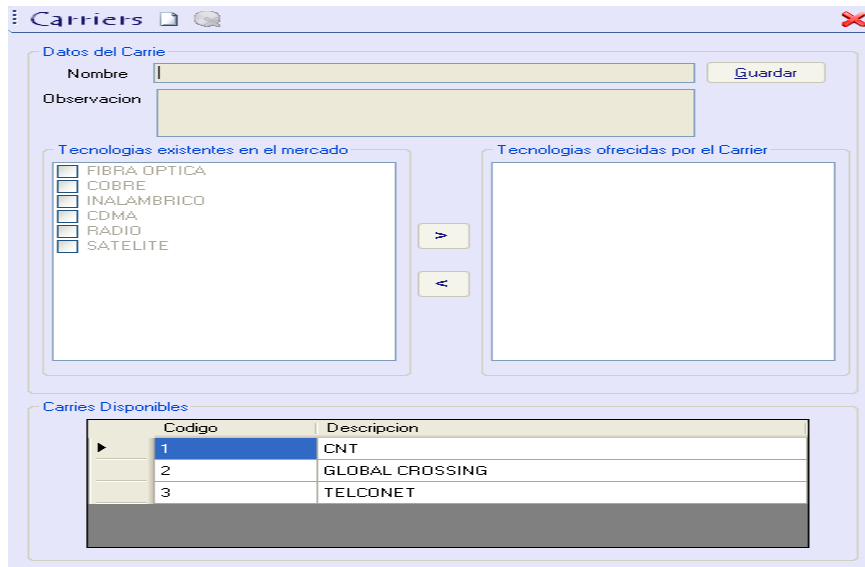 Carriers
Datos del Carrie
Nombre
Guardar
Observacion
Tecnologias existentes en el mercado
Tecnologias ofrecidas por el Carrier
FIBRA OPTICA
COBRE
INALAMBRICO
CDMA
RADIO
SATELITE
>
<
Carries Disponibles
Codigo Descripcion
1 CNT
2 GLOBAL CROSSING
3 TELCONET